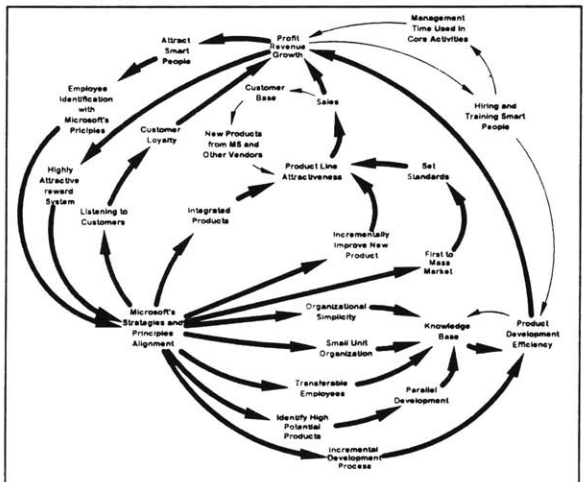 Management
Time Used In
Core Activities
Profit
Revenue
Growth
Attract
Smart
People
Employee
Identification
with
Microsoft's
Priciples
Customer
Base
Sales
Hiring and
Training Smart
People
Customer
Loyalty
New Products
from MS and
Other Vendors
Highly
Attractive
reward
System
Product Line
Attractiveness
Set
Standards
Listening to
Customers
Integrated
Products
Incrementally
Improve New
Product
First to
Mass
Market
Microsoft's
Strategies and
Principles
Alignment
Organizational
Simplicity
Knowledge
Base
Product
Development
Efficiency
Small Unit
Organization
Transferable
Employees
Parallel
Development
Identify High
Potential
Products
Incremental
Development
Process